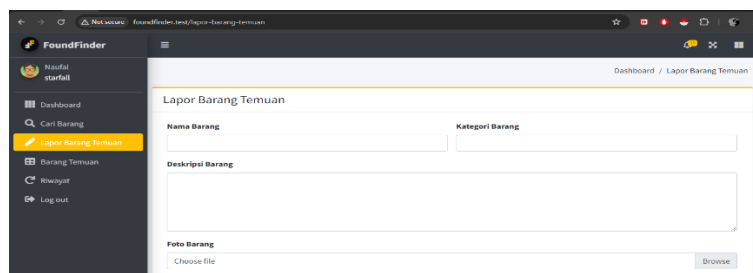 Not secure foundfinder.test/lapor-barang-temuan
FoundFinder
Naufal
starfall
Dashboard / Lapor Barang Temuan
Dashboard
Cari Barang
Lapor Barang Temuan
Barang Temuan
Riwayat
Log out
Lapor Barang Temuan
Nama Barang
Kategori Barang
Deskripsi Barang
Foto Barang
Choose file
Browse